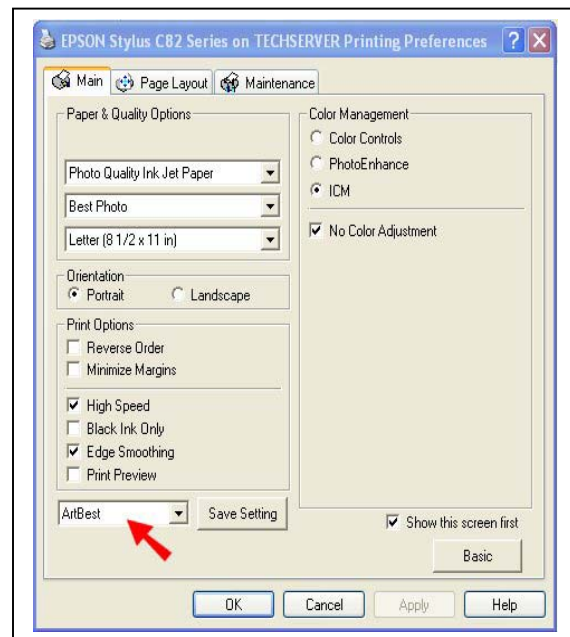 EPSON Stylus C82 Series on TECHSERVER Printing Preferences
Main
Page Layout
Maintenance
Paper & Quality Options
Photo Quality Ink Jet Paper
Best Photo
Letter (8 1/2 x 11 in)
Orientation
Portrait
Landscape
Print Options
Reverse Order
Minimize Margins
High Speed
Black Ink Only
Edge Smoothing
Print Preview
ArtBest
Save Setting
Color Management
Color Controls
PhotoEnhance
ICM
No Color Adjustment
Show this screen first
Basic
OK
Cancel
Apply
Help